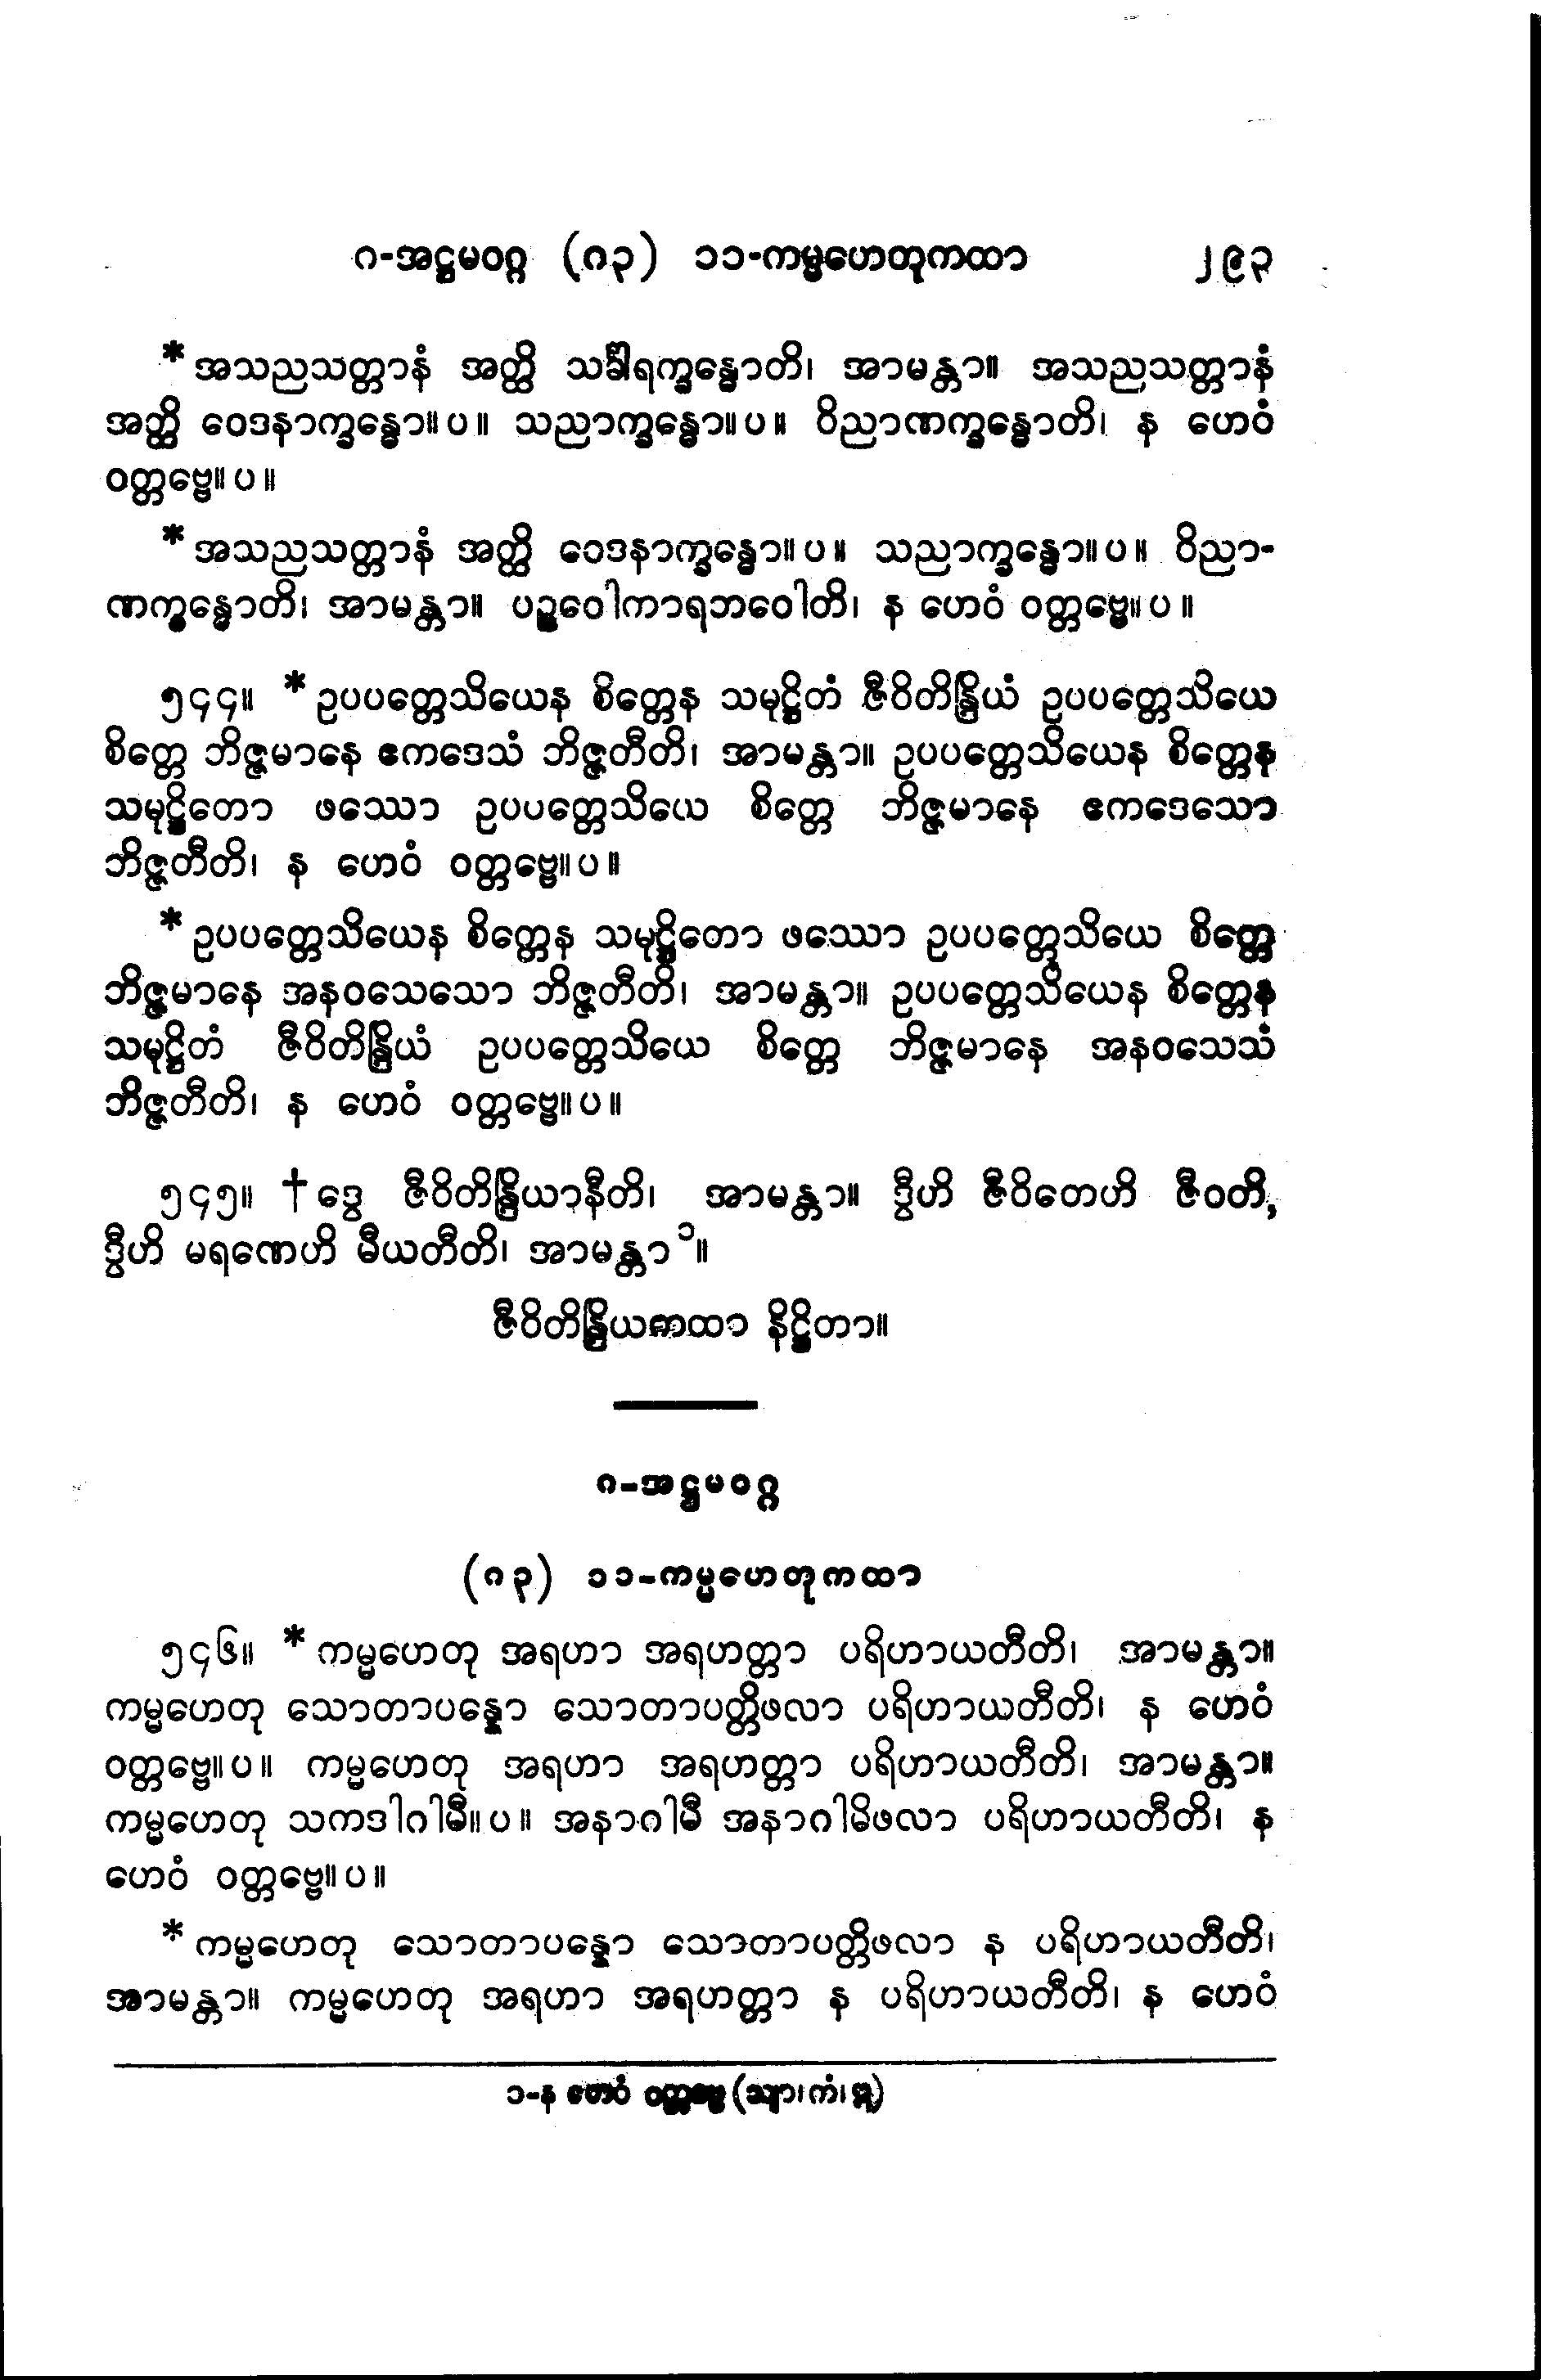 ဂ-အဋ္ဌမဝဂ္ဂ (ဂ၃) ၁၁-ကမ္မဟေတုကထာ ၂၉၃
*အသညသတ္တာနံ အတ္ထိ သင်္ခါရက္ခန္ဓောတိ၊ အာမန္တာ။ အသညသတ္တာနံ
အတ္ထိ ဝေဒနာက္ခန္ဓော။ပ။ သညာက္ခန္ဓော။ပ။ ဝိညာဏက္ခန္ဓောတိ၊ န ဟေဝံ
ဝတ္တဗ္ဗေ။ပ။
*အသညသတ္တာနံ အတ္ထိ ဝေဒနာက္ခန္ဓော။ပ။ သညာက္ခန္ဓော။ပ။ ဝိညာ-
ဏက္ခန္ဓောတိ၊ အာမန္တာ။ ပဉ္စဝေါကာရဘဝေါတိ၊ န ဟေဝံ ဝတ္တဗ္ဗေ။ပ။
၅၄၄။ *ဥပပတ္တေသိယေန စိတ္တေန သမုဋ္ဌိတံ ဇီဝိတိန္ဒြိယံ ဥပပတ္တေသိယေ
စိတ္တေ ဘိဇ္ဇမာနေ ဧကဒေသံ ဘိဇ္ဇတီတိ၊ အာမန္တာ။ ဥပပတ္တေသိယေန စိတ္တေန
သမုဋ္ဌိတော ဖဿော ဥပပတ္တေသိယေ စိတ္တေ ဘိဇ္ဇမာနေ ဧကဒေသော
ဘိဇ္ဇတီတိ၊ န ဟေဝံ ဝတ္တဗ္ဗေ။ပ။
*ဥပပတ္တေသိယေန စိတ္တေန သမုဋ္ဌိတော ဖဿော ဥပပတ္တေသိယေ စိတ္တေ
ဘိဇ္ဇမာနေ အနဝသေသော ဘိဇ္ဇတီတိ၊ အာမန္တာ။ ဥပပတ္တေသိယေန စိတ္တေန
သမုဋ္ဌိတံ ဇီဝိတိန္ဒြိယံ ဥပပတ္တေသိယေ စိတ္တေ ဘိဇ္ဇမာနေ အနဝသေသံ
ဘိဇ္ဇတီတိ၊ န ဟေဝံ ဝတ္တဗ္ဗေ။ပ။
၅၄၅။ †ဒွေ ဇီဝိတိန္ဒြိယာနီတိ၊ အာမန္တာ။ ဒွီဟိ ဇီဝိတေဟိ ဇီဝတိ,
ဒွီဟိ မရဏေဟိ မီယတီတိ၊ အာမန္တာ၁။
ဇီဝိတိန္ဒြိယကထာ နိဋ္ဌိတာ။
ဂ-အဋ္ဌမဝဂ္ဂ
(ဂ၃) ၁၁-ကမ္မဟေတုကထာ
၅၄၆။ *ကမ္မဟေတု အရဟာ အရဟတ္တာ ပရိဟာယတီတိ၊ အာမန္တာ။
ကမ္မဟေတု သောတာပန္နော သောတာပတ္တိဖလာ ပရိဟာယတီတိ၊ န ဟေဝံ
ဝတ္တဗ္ဗေ။ပ။ ကမ္မဟေတု အရဟာ အရဟတ္တာ ပရိဟာယတီတိ၊ အာမန္တာ။
ကမ္မဟေတု သကဒါဂါမီ။ပ။ အနာဂါမီ အနာဂါမိဖလာ ပရိဟာယတီတိ၊ န
ဟေဝံ ဝတ္တဗ္ဗေ။ပ။
*ကမ္မဟေတု သောတာပန္နော သောတာပတ္တိဖလာ န ပရိဟာယတီတိ၊
အာမန္တာ။ ကမ္မဟေတု အရဟာ အရဟတ္တာ န ပရိဟာယတီတိ၊ န ဟေဝံ
၁-န ဟေဝံ ဝတ္တဗ္ဗေ (သျာ၊ကံ၊ဣ)